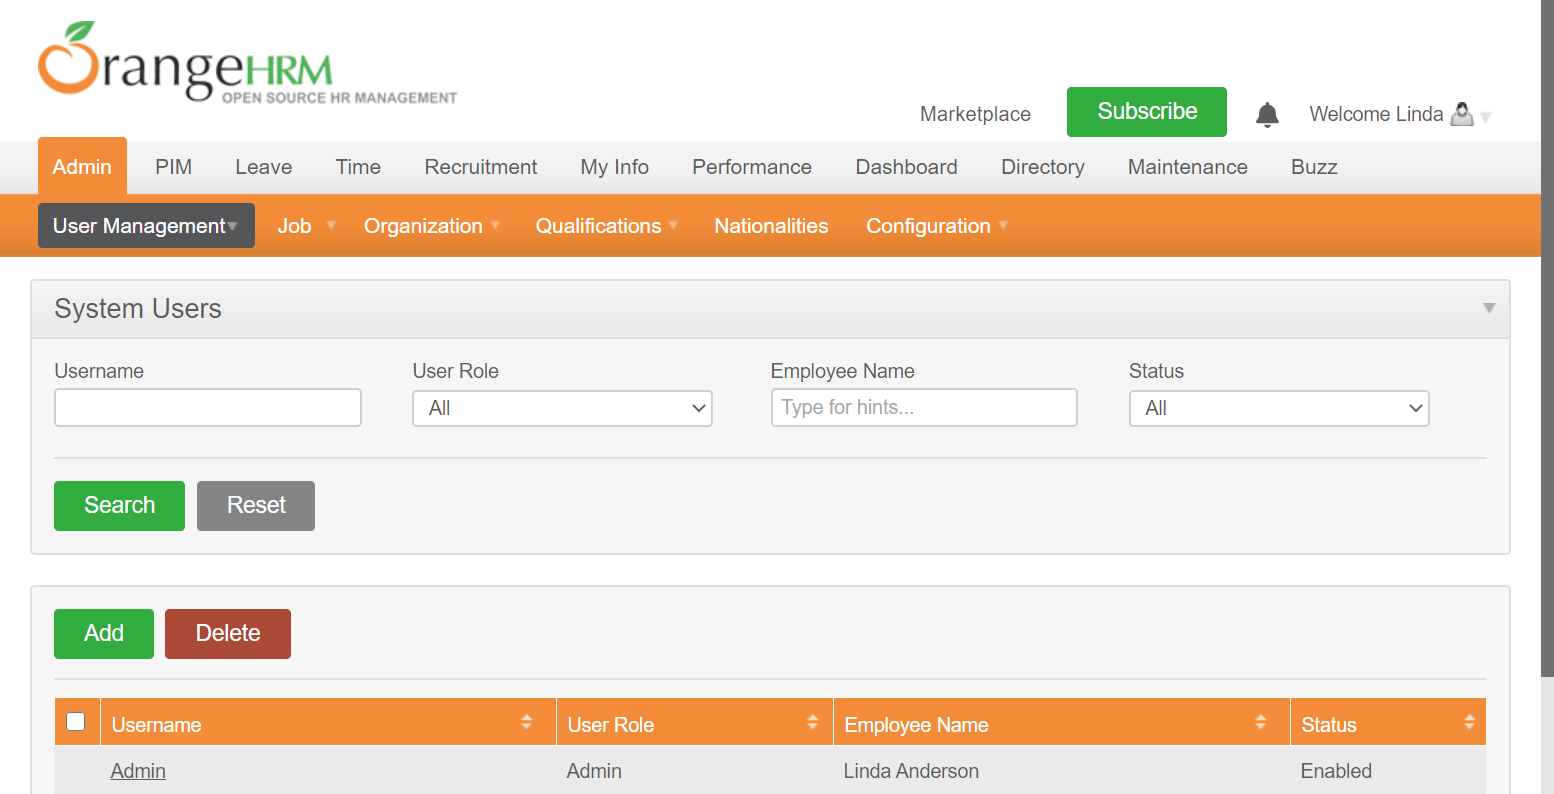 OrangeHRM
OPEN SOURCE HR MANAGEMENT
Marketplace Subscribe Welcome Linda
Admin PIM Leave Time Recruitment My Info Performance Dashboard Directory Maintenance Buzz
User Management Job Organization Qualifications Nationalities Configuration
System Users
Username User Role Employee Name Status
All Type for hints... All
Search Reset
Add Delete
Username User Role Employee Name Status
Admin Admin Linda Anderson Enabled